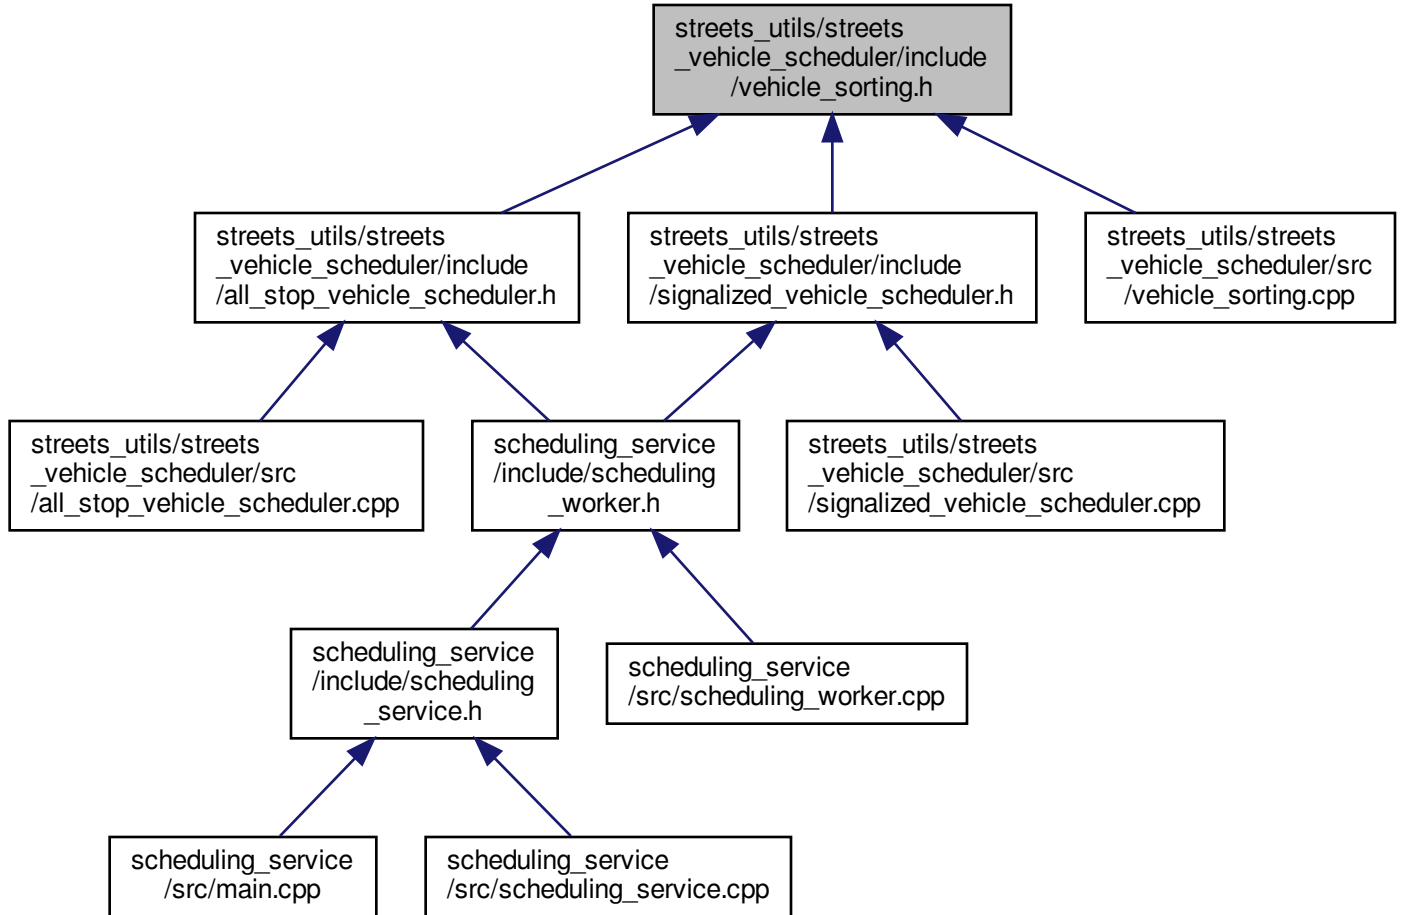 streets_utils/streets
_vehicle_scheduler/include
/vehicle_sorting.h
streets_utils/streets
_vehicle_scheduler/include
/all_stop_vehicle_scheduler.h
streets_utils/streets
_vehicle_scheduler/include
/signalized_vehicle_scheduler.h
streets_utils/streets
_vehicle_scheduler/src
/vehicle_sorting.cpp
streets_utils/streets
_vehicle_scheduler/src
/all_stop_vehicle_scheduler.cpp
scheduling_service
/include/scheduling
_worker.h
streets_utils/streets
_vehicle_scheduler/src
/signalized_vehicle_scheduler.cpp
scheduling_service
/include/scheduling
_service.h
scheduling_service
/src/scheduling_worker.cpp
scheduling_service
/src/main.cpp
scheduling_service
/src/scheduling_service.cpp